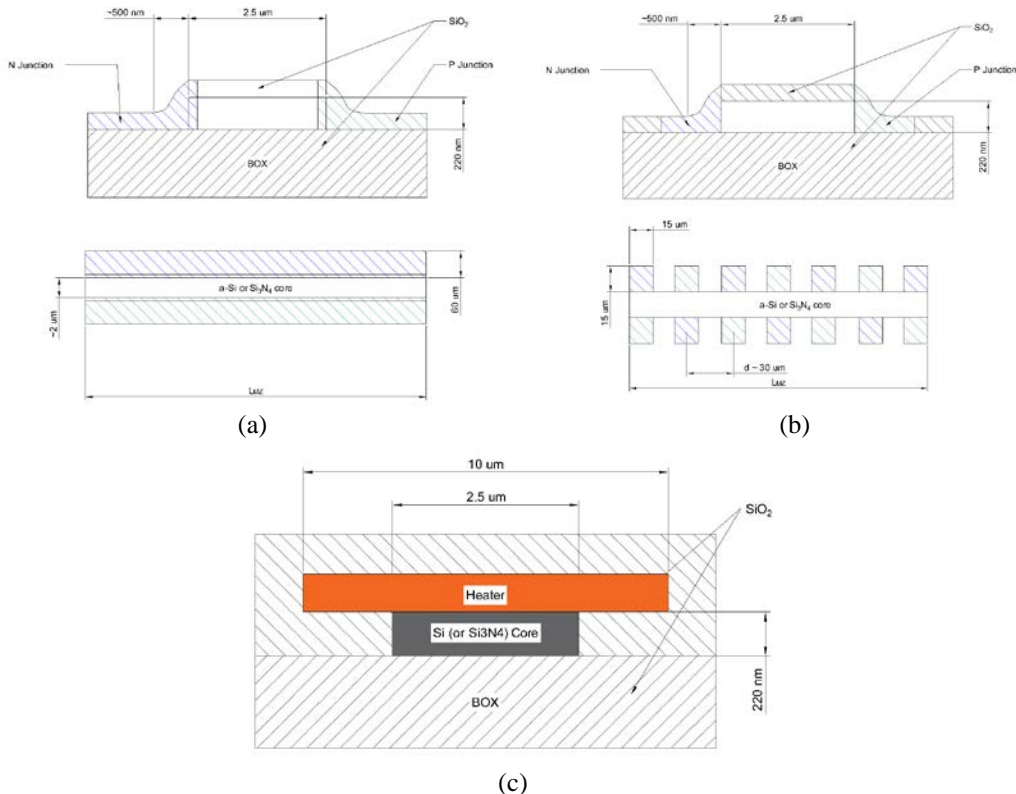 ~500 nm
2.5 um
SiO₂
N Junction
P Junction
220 nm
BOX
a-Si or Si₃N₄ core
~2 um
60 um
Luz
(a)
~500 nm
2.5 um
SiO₂
N Junction
P Junction
220 nm
BOX
15 um
15 um
a-Si or Si₃N₄ core
d ~ 30 um
Luz
(b)
10 um
2.5 um
SiO₂
Heater
Si (or Si3N4) Core
220 nm
BOX
(c)